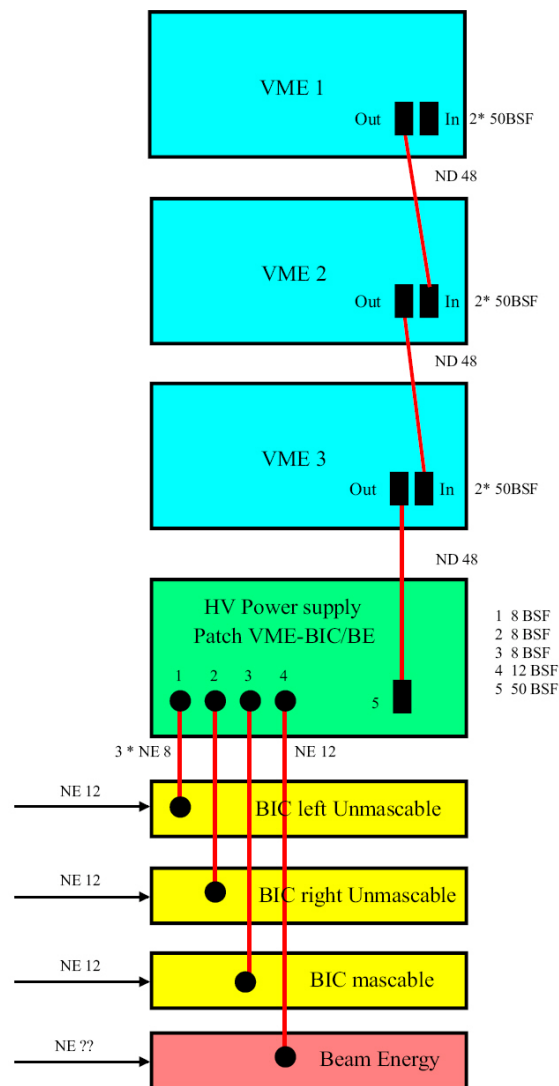 VME 1
Out In 2* 50BSF
ND 48
VME 2
Out In 2* 50BSF
ND 48
VME 3
Out In 2* 50BSF
ND 48
HV Power supply
Patch VME-BIC/BE
1 8 BSF
2 8 BSF
3 8 BSF
4 12 BSF
5 50 BSF
1 2 3 4
5
3 * NE 8 NE 12
NE 12
BIC left Unmascable
NE 12
BIC right Unmascable
NE 12
BIC mascable
NE ??
Beam Energy